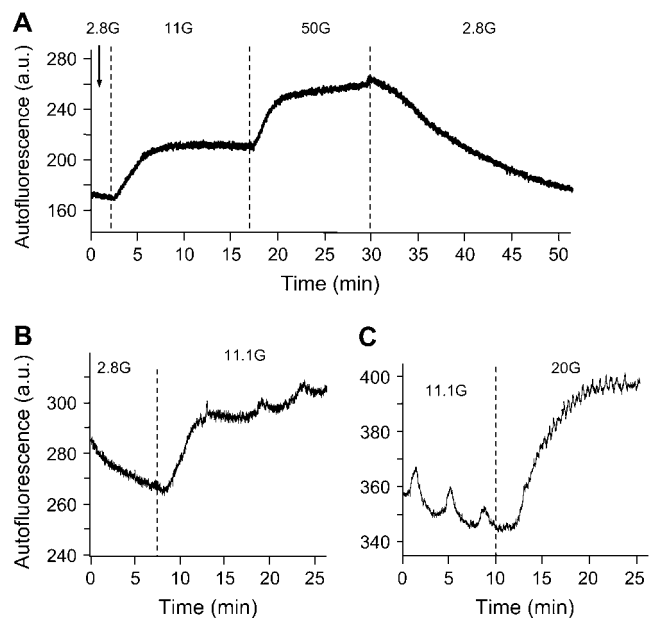 A
2.8G 11G 50G 2.8G
Autofluorescence (a.u.)
280
240
200
160
0 5 10 15 20 25 30 35 40 45 50
Time (min)
B
2.8G 11.1G
Autofluorescence (a.u.)
300
280
260
240
0 5 10 15 20 25
Time (min)
C
11.1G 20G
400
380
360
340
0 5 10 15 20 25
Time (min)